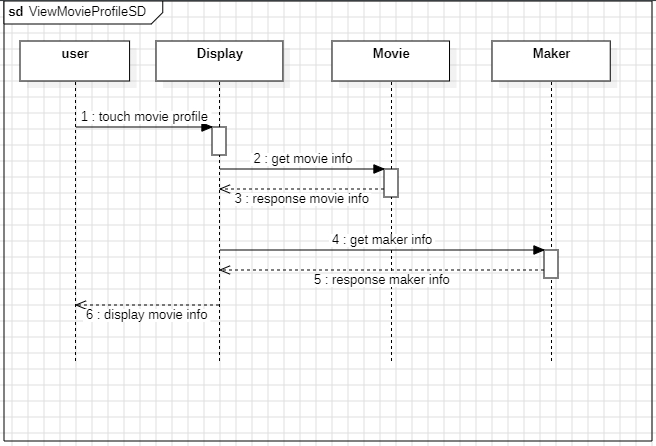 sd ViewMovieProfileSD
user
Display
Movie
Maker
1 : touch movie profile
2 : get movie info
3 : response movie info
4 : get maker info
5 : response maker info
6 : display movie info